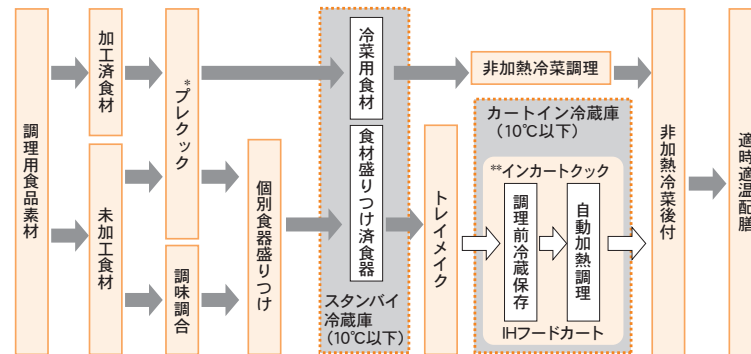 調理用食品素材
加工済食材
未加工食材
*プレクック
調味調合
個別食器盛りつけ
冷菜用食材
食材盛りつけ済食器
スタンバイ
冷蔵庫
(10℃以下)
トレイメイク
非加熱冷菜調理
カートイン冷蔵庫
(10℃以下)
**インカートクック
調理前冷蔵保存
自動加熱調理
IHフードカート
非加熱冷菜後付
適時適温配膳